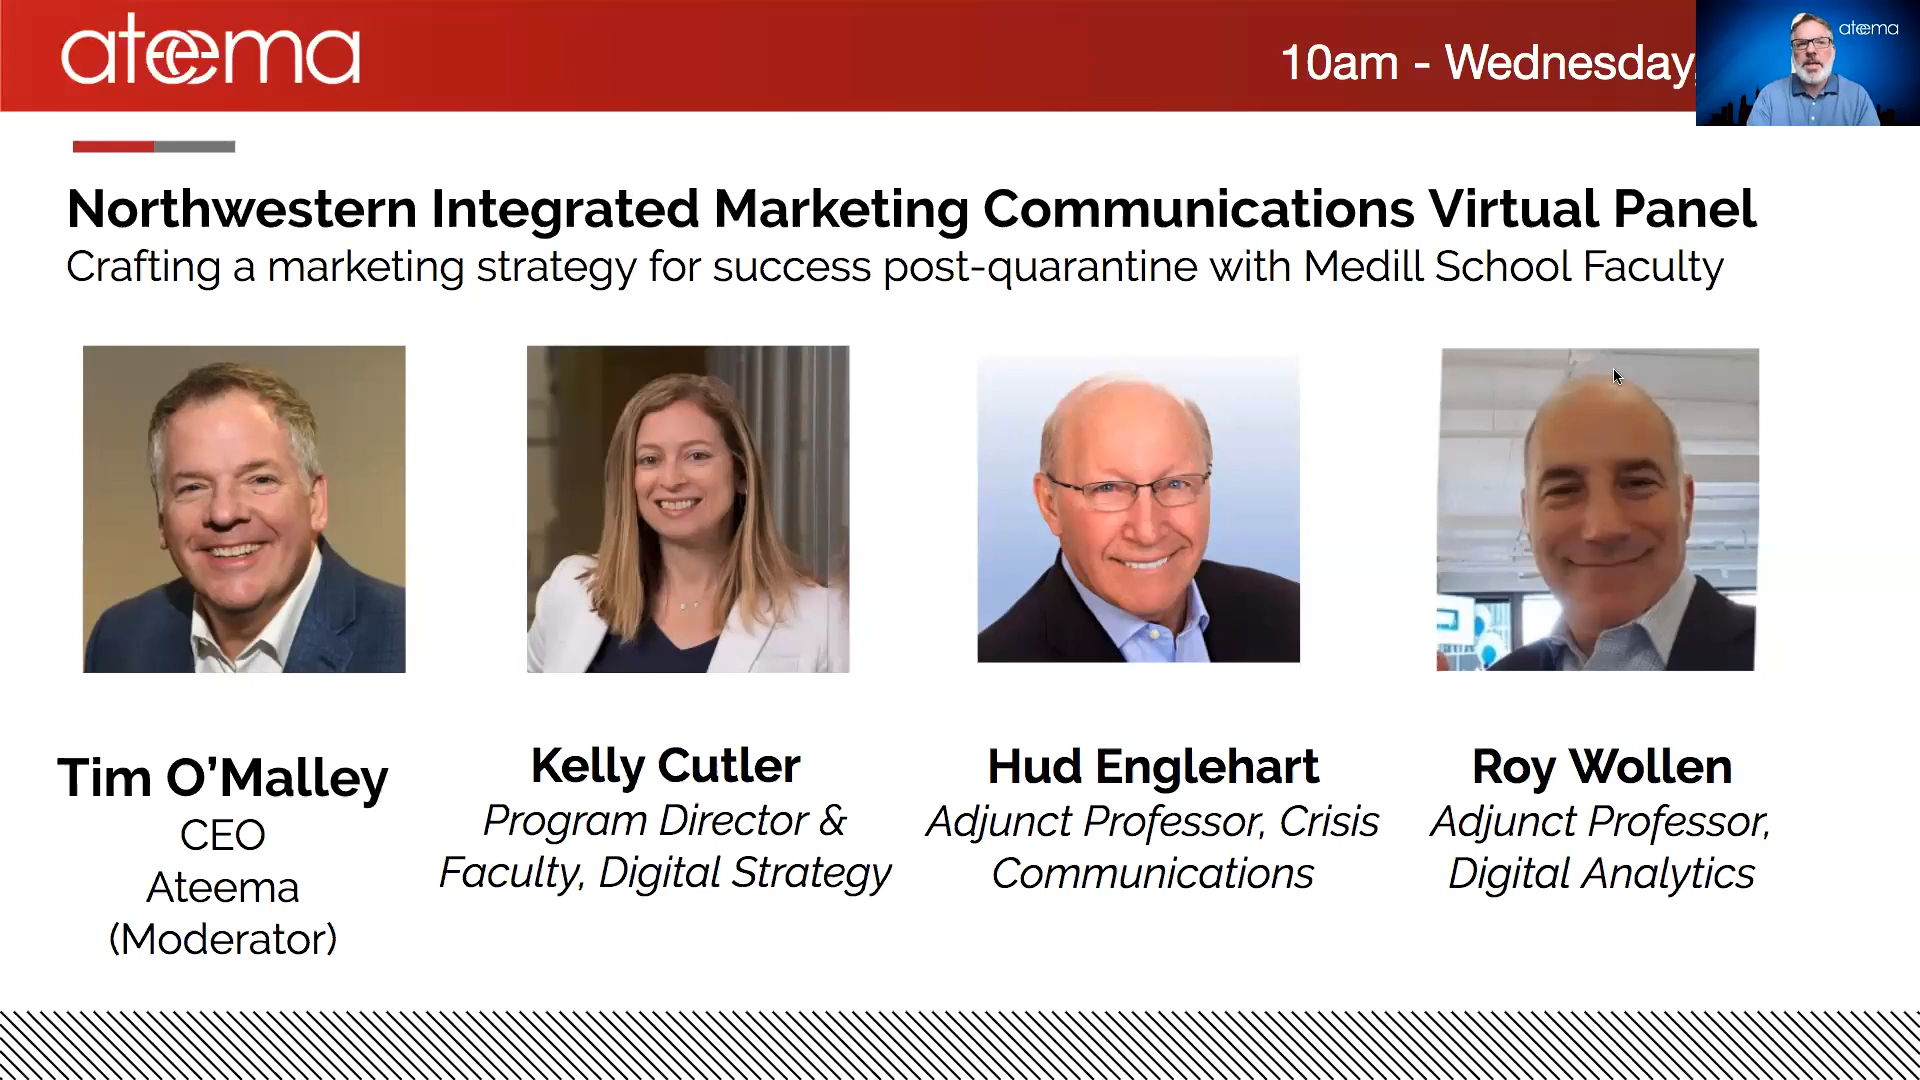 ateema
10am - Wednesday,
ateema
Northwestern Integrated Marketing Communications Virtual Panel
Crafting a marketing strategy for success post-quarantine with Medill School Faculty
Tim O’Malley
CEO
Ateema
(Moderator)
Kelly Cutler
Program Director &
Faculty, Digital Strategy
Hud Englehart
Adjunct Professor, Crisis
Communications
Roy Wollen
Adjunct Professor,
Digital Analytics